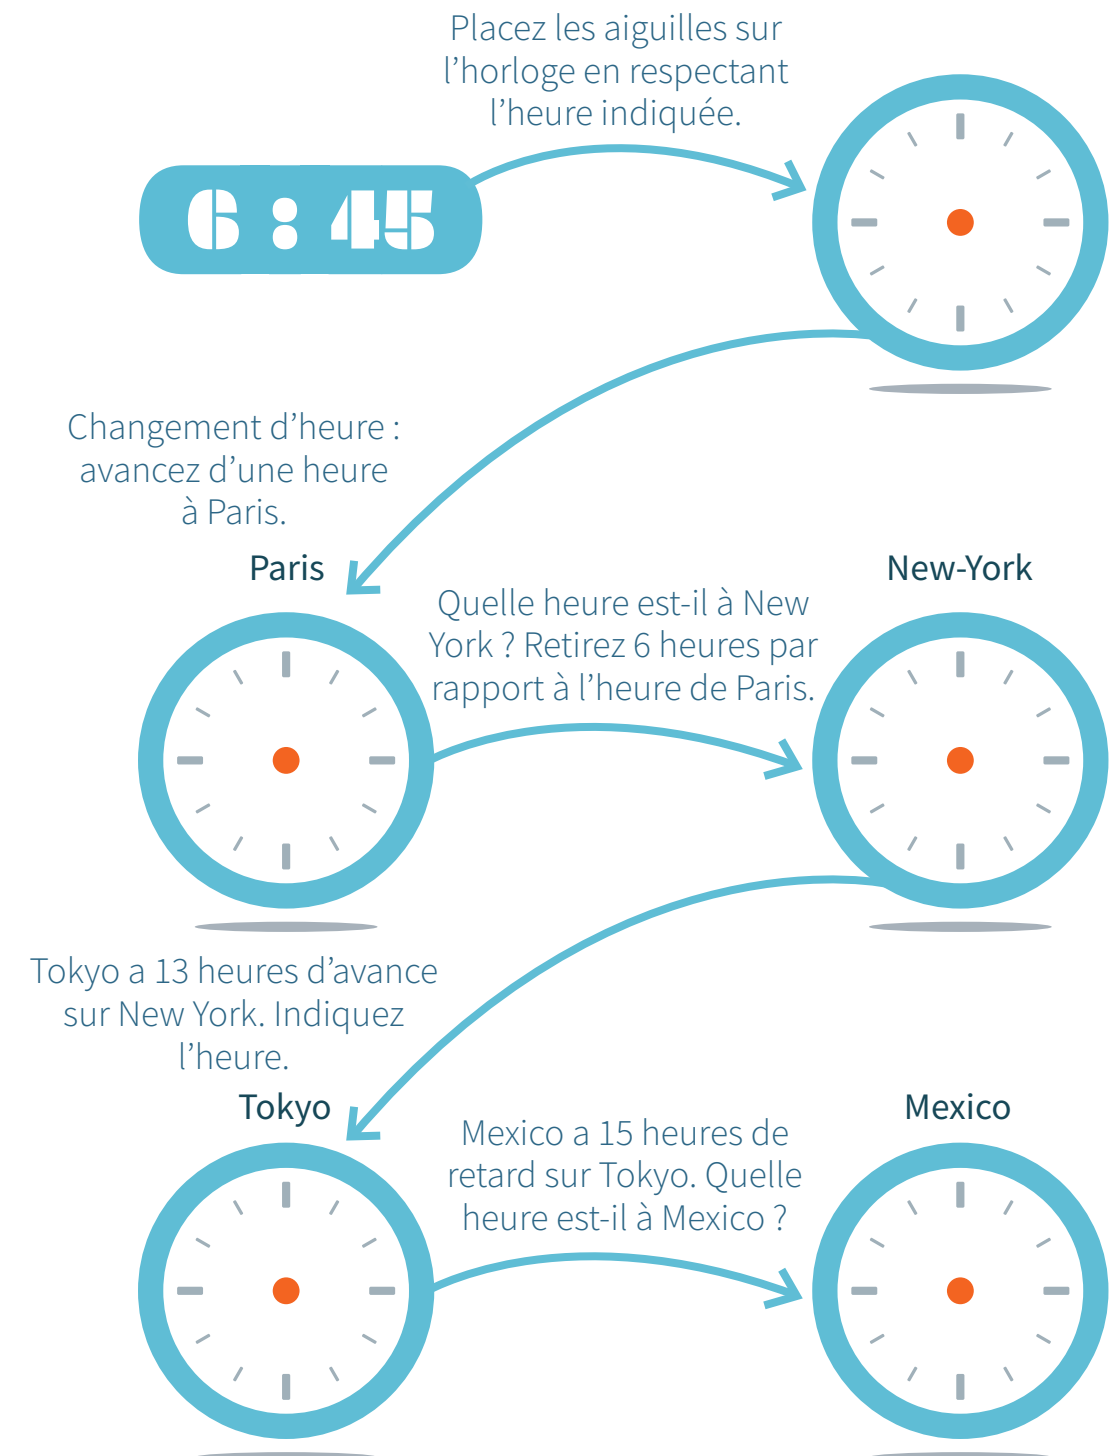 Placez les aiguilles sur
l’horloge en respectant
l’heure indiquée.
6 : 45
Changement d’heure :
avancez d’une heure
à Paris.
Paris
New-York
Quelle heure est-il à New
York ? Retirez 6 heures par
rapport à l’heure de Paris.
Tokyo a 13 heures d’avance
sur New York. Indiquez
l’heure.
Tokyo
Mexico
Mexico a 15 heures de
retard sur Tokyo. Quelle
heure est-il à Mexico ?